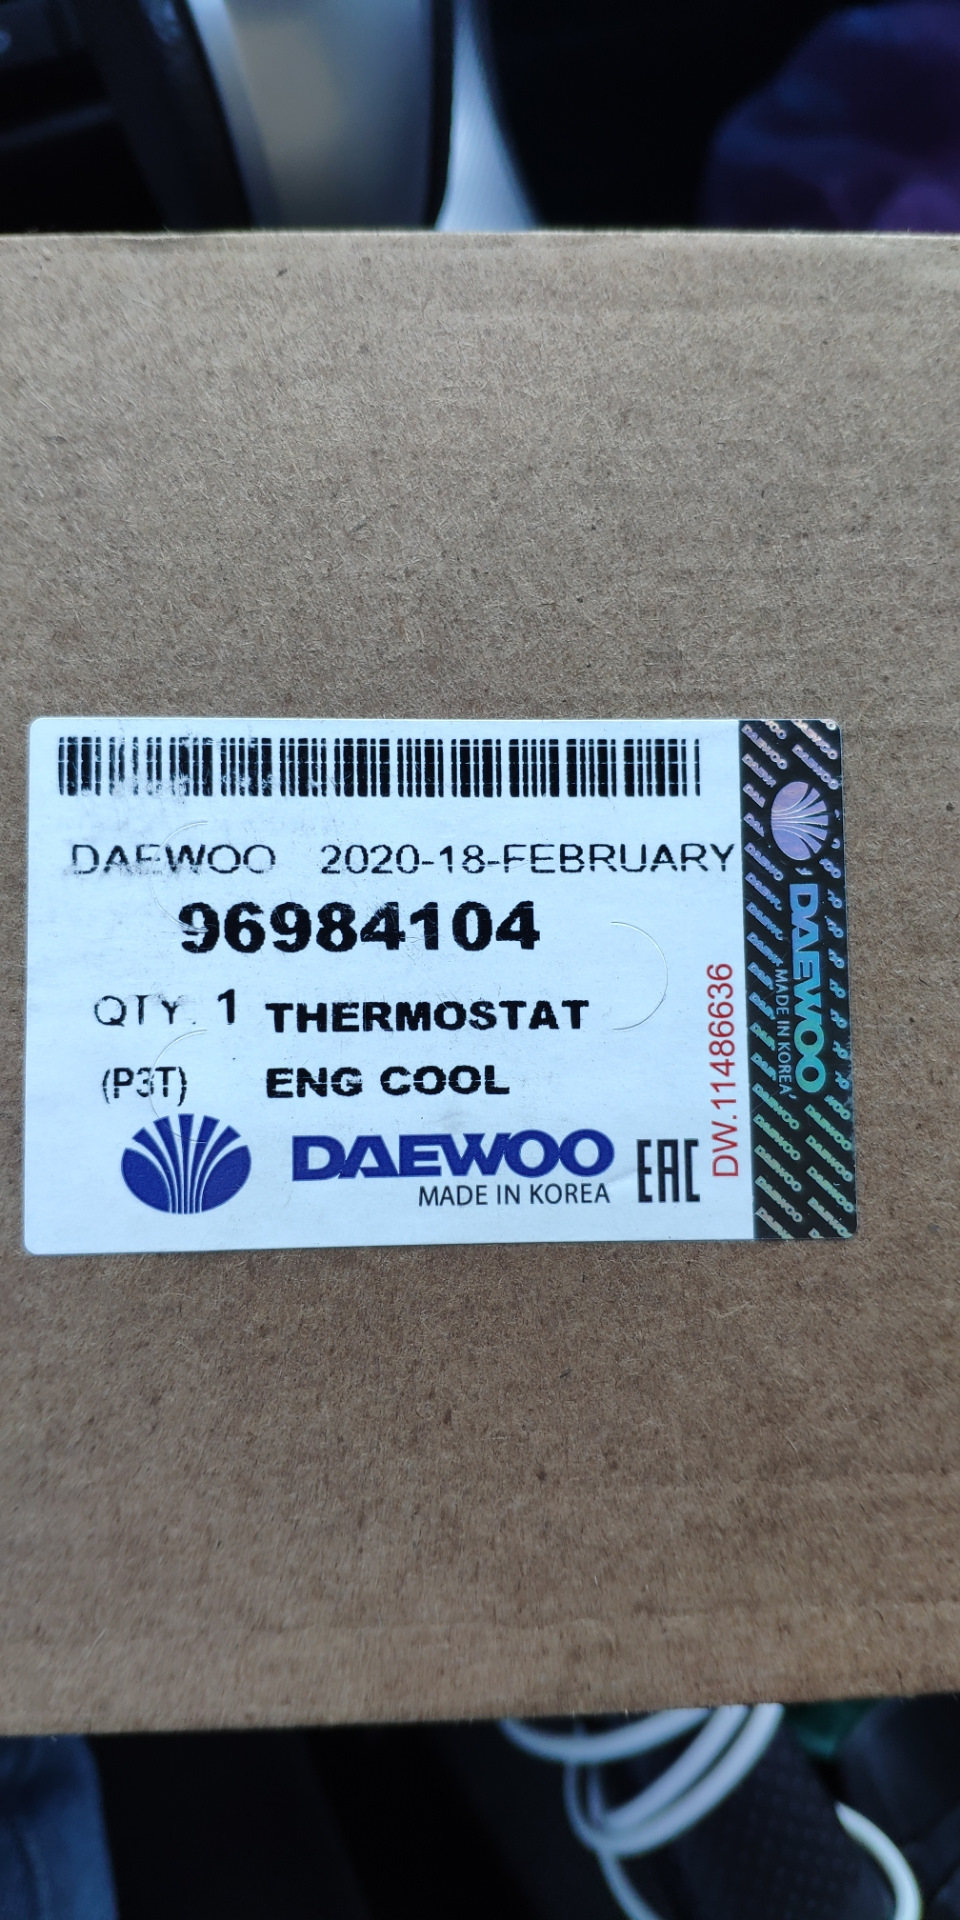 DAEWOO 2020-18-FEBRUARY
96984104
QTY. 1 THERMOSTAT
(P3T) ENG COOL
DAEWOO
MADE IN KOREA
EAC
DW.11486636
DAEWOO
MADE IN KOREA